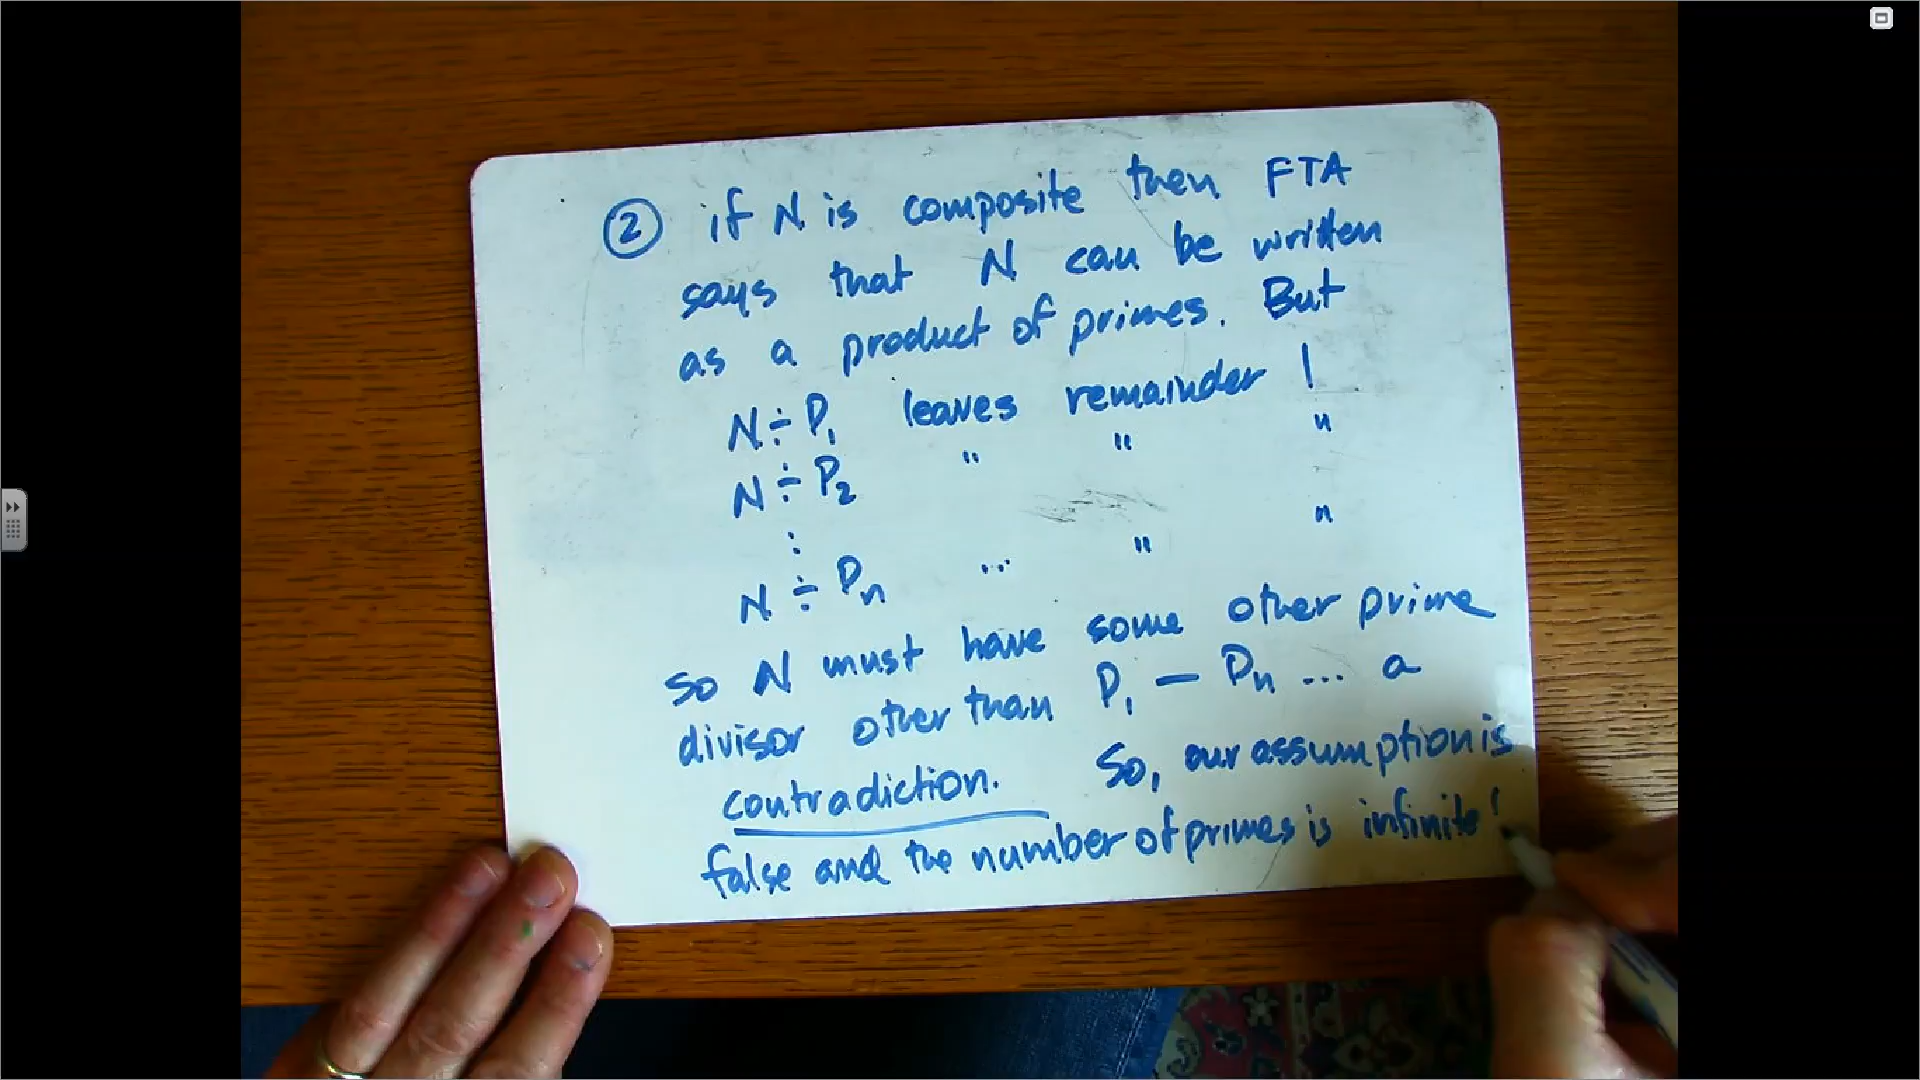 ② if N is composite then FTA
says that N can be written
as a product of primes. But
N ÷ P₁ leaves remainder 1
N ÷ P₂ " " "
⋮
N ÷ Pₙ ... " "
So N must have some other prime
divisor other than P₁ — Pₙ ... a
contradiction. So, our assumption is
false and the number of primes is infinite!